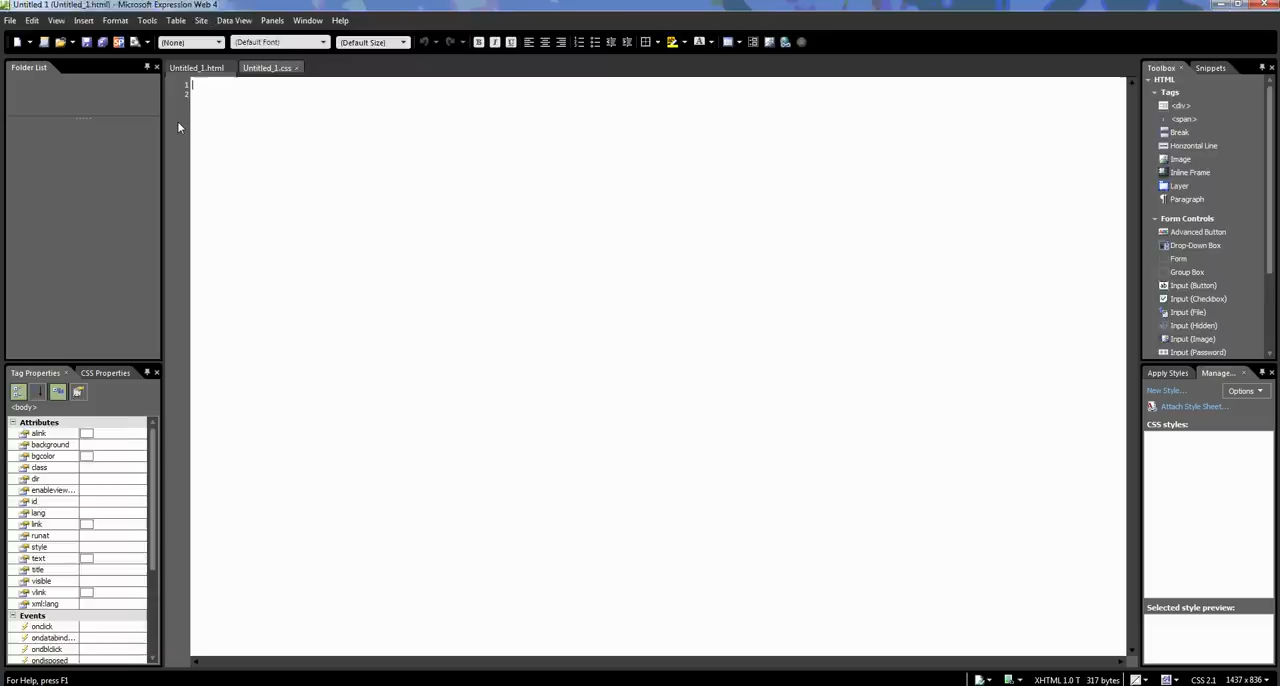 Untitled 1 (Untitled_1.html) - Microsoft Expression Web 4
File Edit View Insert Format Tools Table Site Data View Panels Window Help
(None) (Default Font) (Default Size) B I U A
Folder List
Untitled_1.html Untitled_1.css
1
2
Tag Properties CSS Properties
<body>
Attributes
alink
background
bgcolor
class
dir
enableview...
id
lang
link
runat
style
text
title
visible
vlink
xml:lang
Events
onclick
ondatabind...
ondblclick
ondisposed
Toolbox Snippets
HTML
Tags
<div>
<span>
Break
Horizontal Line
Image
Inline Frame
Layer
Paragraph
Form Controls
Advanced Button
Drop-Down Box
Form
Group Box
Input (Button)
Input (Checkbox)
Input (File)
Input (Hidden)
Input (Image)
Input (Password)
Apply Styles Manage...
New Style... Options
Attach Style Sheet...
CSS styles:
Selected style preview:
For Help, press F1
XHTML 1.0 T 317 bytes CSS 2.1 1437 x 836